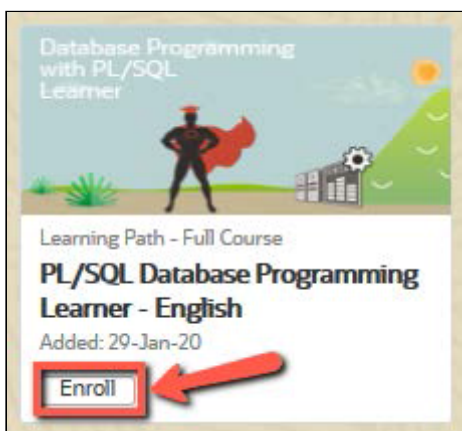 Database Programming
with PL/SQL
Learner
Learning Path - Full Course
PL/SQL Database Programming
Learner - English
Added: 29-Jan-20
Enroll